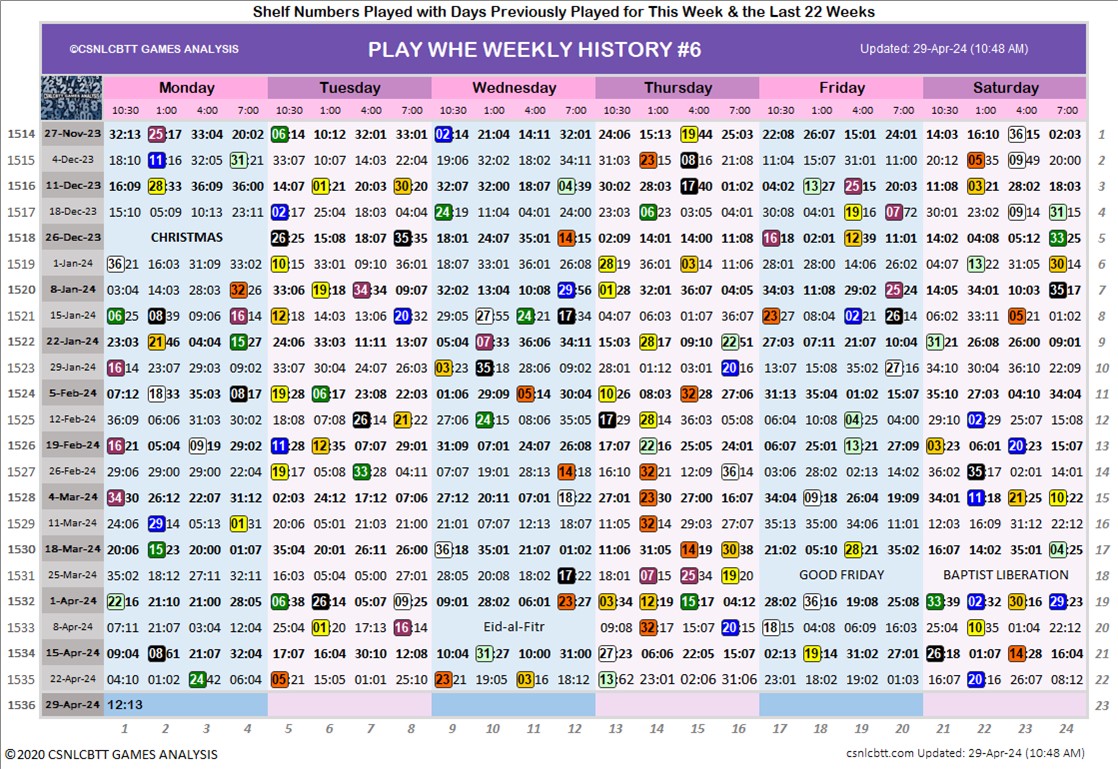 Shelf Numbers Played with Days Previously Played for This Week & the Last 22 Weeks
©CSNLCBTT GAMES ANALYSIS PLAY WHE WEEKLY HISTORY #6 Updated: 29-Apr-24 (10:48 AM)
Monday Tuesday Wednesday Thursday Friday Saturday
10:30 1:00 4:00 7:00 10:30 1:00 4:00 7:00 10:30 1:00 4:00 7:00 10:30 1:00 4:00 7:00 10:30 1:00 4:00 7:00 10:30 1:00 4:00 7:00
1514 27-Nov-23 32:13 25:17 33:04 20:02 06:14 10:12 32:01 33:01 02:14 21:04 14:11 32:01 24:06 15:13 19:44 25:03 22:08 26:07 15:01 24:01 14:03 16:10 36:15 02:03 1
1515 4-Dec-23 18:10 11:16 32:05 31:21 33:07 10:07 14:03 22:04 19:06 32:02 18:02 34:11 31:03 23:15 08:16 21:08 11:04 15:07 31:01 11:00 20:12 05:35 09:49 20:00 2
1516 11-Dec-23 16:09 28:33 36:09 36:00 14:07 01:21 20:03 30:20 32:07 32:00 18:07 04:39 30:02 28:03 17:40 01:02 04:02 13:27 25:15 20:03 11:08 03:21 28:02 18:03 3
1517 18-Dec-23 15:10 05:09 10:13 23:11 02:17 25:04 18:03 04:04 24:19 11:04 04:01 24:00 23:03 06:23 03:05 04:01 30:08 04:01 19:16 07:72 30:01 23:02 09:14 31:15 4
1518 26-Dec-23 CHRISTMAS 26:25 15:08 18:07 35:35 18:01 24:07 35:01 14:15 02:09 14:01 14:00 11:08 16:18 02:01 12:39 11:01 14:02 04:08 05:12 33:25 5
1519 1-Jan-24 36:21 16:03 31:09 33:02 10:15 33:01 09:10 36:01 18:07 33:01 36:01 26:08 28:19 36:01 03:14 11:06 28:01 28:00 14:06 26:02 04:07 13:22 31:05 30:14 6
1520 8-Jan-24 03:04 14:03 28:03 32:26 33:06 19:18 34:34 09:07 32:02 13:04 10:08 29:56 01:28 32:01 36:07 04:05 34:03 11:08 29:02 25:24 14:05 34:01 10:03 35:17 7
1521 15-Jan-24 06:25 08:39 09:06 16:14 12:18 14:03 13:06 20:32 29:05 27:55 24:21 17:34 04:07 06:03 01:07 36:07 23:27 08:04 02:21 26:14 06:02 33:11 05:21 01:02 8
1522 22-Jan-24 23:03 21:46 04:04 15:27 24:06 33:03 11:11 13:07 05:04 07:33 36:06 34:11 15:03 28:17 09:10 22:51 27:03 07:11 21:07 10:04 31:21 26:08 26:00 09:01 9
1523 29-Jan-24 16:14 23:07 29:03 09:02 33:07 30:04 24:07 26:03 03:23 35:18 28:06 09:02 28:01 01:12 03:01 20:16 13:07 15:08 35:02 27:16 34:10 30:04 36:10 22:09 10
1524 5-Feb-24 07:12 18:33 35:03 08:17 19:28 06:17 23:08 22:03 01:06 29:09 05:14 30:04 10:26 08:03 32:28 11:08 31:13 35:04 01:02 15:07 35:10 27:03 04:10 34:04 11
1525 12-Feb-24 36:09 06:06 31:03 30:02 18:08 07:08 26:14 21:22 27:06 24:15 08:06 35:05 17:29 28:14 36:03 05:08 06:04 10:08 04:25 04:00 29:10 02:29 25:07 15:08 12
1526 19-Feb-24 16:21 05:04 09:19 29:02 11:28 12:35 07:07 29:01 31:09 07:01 24:07 26:08 17:07 22:16 25:05 24:01 06:07 25:01 13:21 27:09 03:23 06:01 20:23 15:07 13
1527 26-Feb-24 29:06 29:00 29:00 22:04 19:17 05:08 33:28 04:11 07:07 19:01 28:13 14:18 16:10 32:21 12:09 36:14 03:06 28:02 02:13 14:02 36:02 35:17 02:01 14:01 14
1528 4-Mar-24 34:30 26:12 22:07 31:12 02:03 24:12 17:12 07:06 27:12 20:11 07:01 18:22 27:01 23:30 27:00 16:07 34:04 09:18 26:04 19:09 34:01 11:18 21:25 10:22 15
1529 11-Mar-24 24:06 29:14 05:13 01:31 20:06 05:01 21:03 21:00 21:01 07:07 12:13 18:07 11:05 32:14 29:03 27:07 35:13 35:00 34:06 11:01 12:03 16:09 31:12 22:12 16
1530 18-Mar-24 20:06 15:23 20:00 01:07 35:04 20:01 26:11 26:00 36:18 35:01 21:07 01:02 11:06 31:05 14:19 30:38 21:02 05:10 28:21 35:02 16:07 14:02 35:01 04:25 17
1531 25-Mar-24 35:02 18:12 27:11 32:11 16:03 05:04 05:00 27:01 28:05 20:08 18:02 17:22 18:01 07:15 25:34 19:20 GOOD FRIDAY BAPTIST LIBERATION 18
1532 1-Apr-24 22:16 21:10 21:00 28:05 06:38 26:14 05:07 09:25 09:01 28:02 06:01 23:27 03:34 12:19 15:17 04:12 28:02 36:16 19:08 25:08 33:39 02:32 30:16 29:23 19
1533 8-Apr-24 07:11 21:07 03:04 12:04 25:04 01:20 17:13 16:14 Eid-al-Fitr 09:08 32:17 15:07 20:15 18:15 04:08 06:09 16:03 25:04 10:35 01:04 22:12 20
1534 15-Apr-24 09:04 08:61 21:07 32:04 17:07 16:04 30:10 12:08 10:04 31:27 10:00 31:00 27:23 06:06 22:05 15:07 02:13 19:14 31:02 27:01 26:18 01:07 14:28 16:04 21
1535 22-Apr-24 04:10 01:02 24:42 06:04 05:21 15:05 01:01 25:10 23:21 19:05 03:16 18:12 13:62 23:01 02:06 31:06 23:01 18:02 19:02 01:03 16:07 20:16 26:07 08:12 22
1536 29-Apr-24 12:13 23
1 2 3 4 5 6 7 8 9 10 11 12 13 14 15 16 17 18 19 20 21 22 23 24
©2020 CSNLCBTT GAMES ANALYSIS csnlcbtt.com Updated: 29-Apr-24 (10:48 AM)